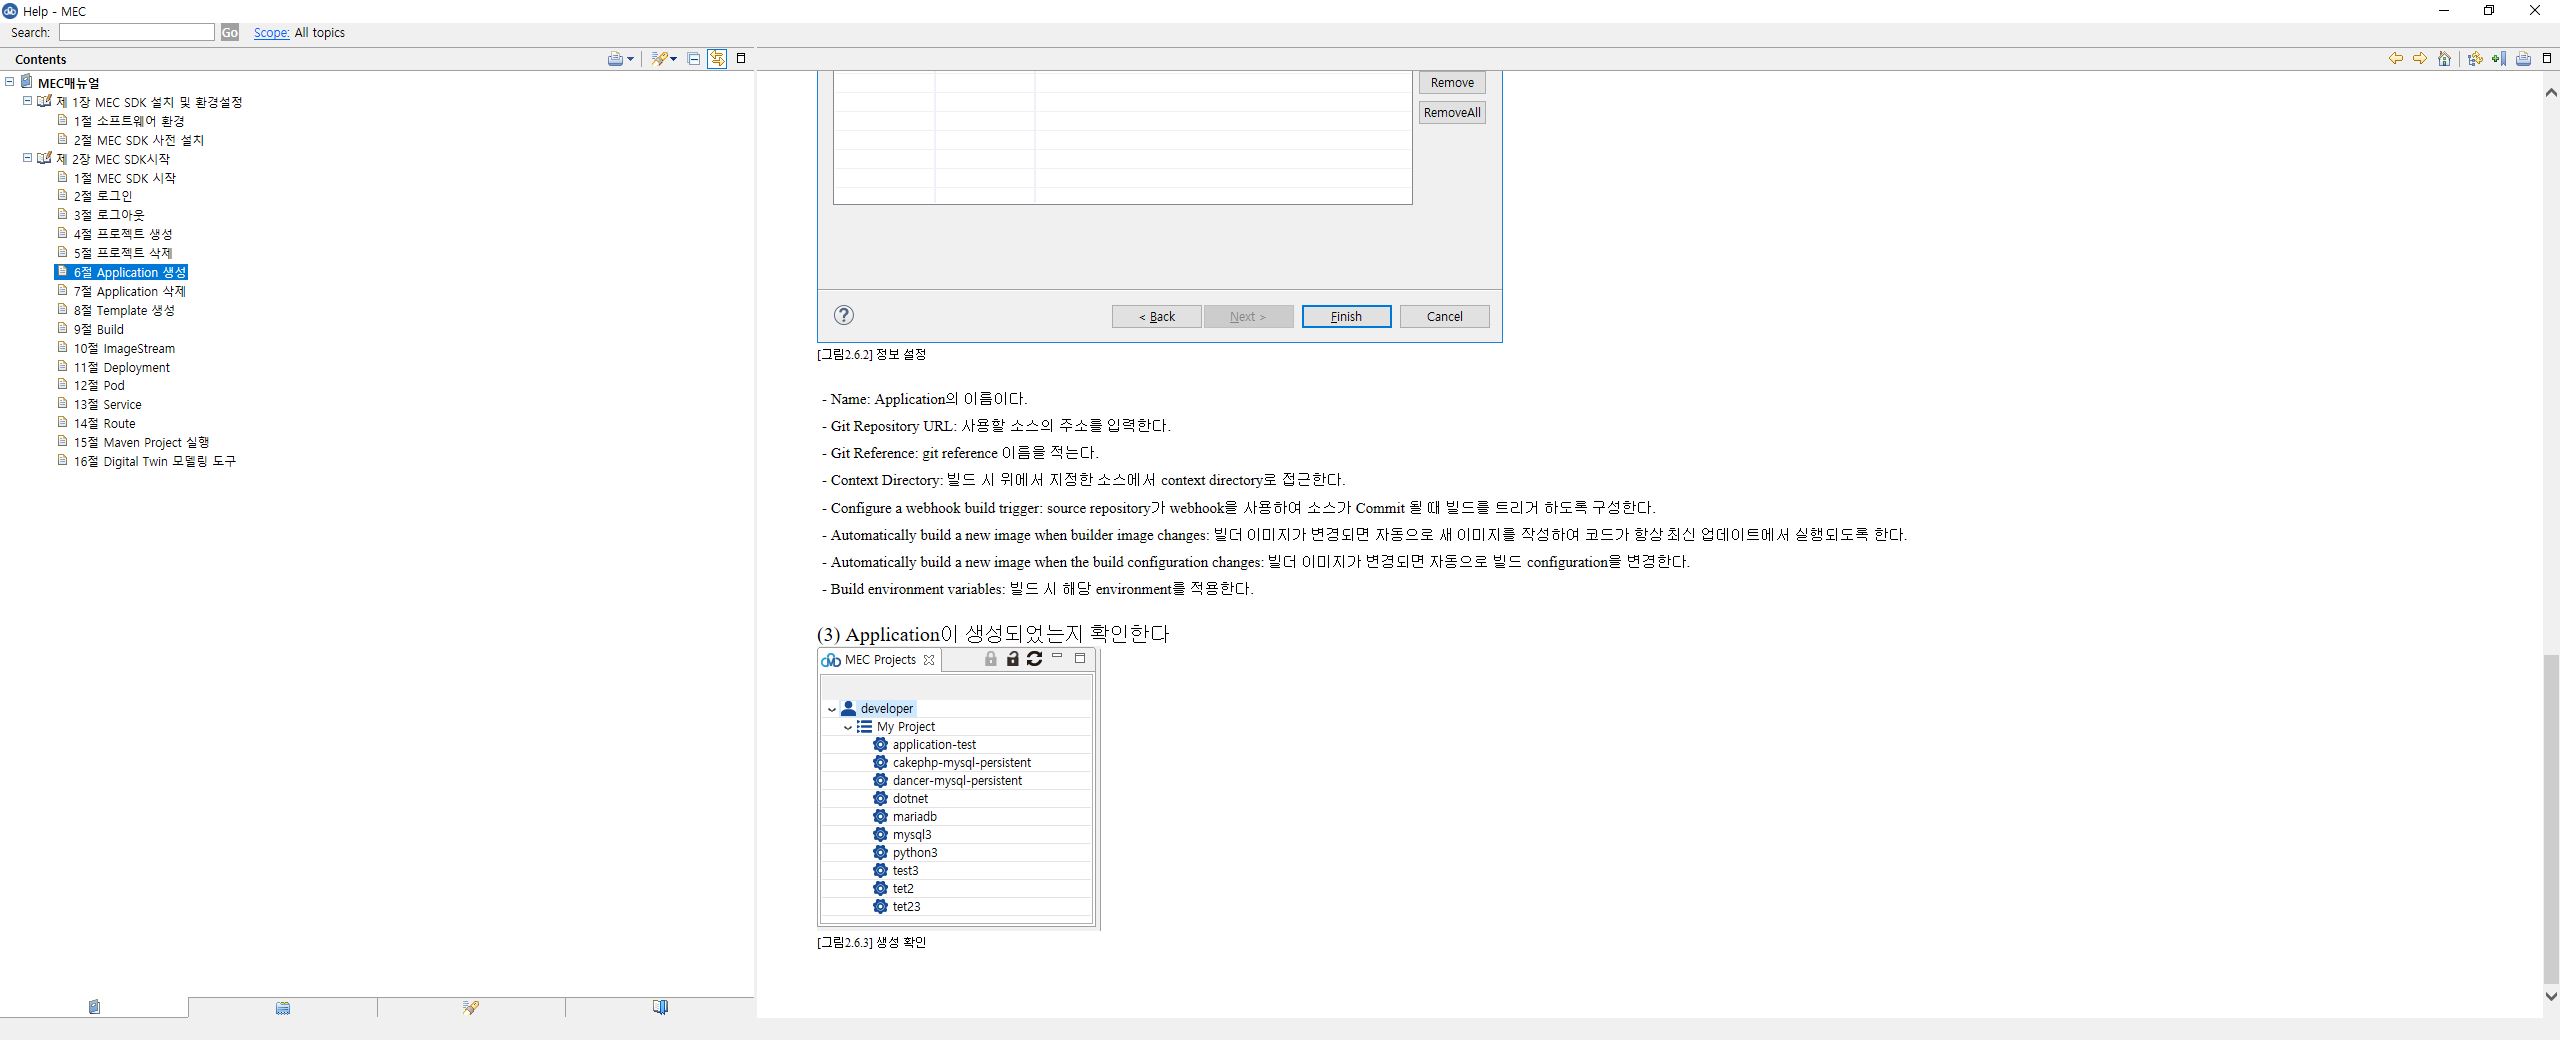 Help - MEC
Search:
Go
Scope: All topics
Contents
MEC매뉴얼
제 1장 MEC SDK 설치 및 환경설정
1절 소프트웨어 환경
2절 MEC SDK 사전 설치
제 2장 MEC SDK시작
1절 MEC SDK 시작
2절 로그인
3절 로그아웃
4절 프로젝트 생성
5절 프로젝트 삭제
6절 Application 생성
7절 Application 삭제
8절 Template 생성
9절 Build
10절 ImageStream
11절 Deployment
12절 Pod
13절 Service
14절 Route
15절 Maven Project 실행
16절 Digital Twin 모델링 도구
Remove
RemoveAll
< Back
Next >
Finish
Cancel
[그림2.6.2] 정보 설정
- Name: Application의 이름이다.
- Git Repository URL: 사용할 소스의 주소를 입력한다.
- Git Reference: git reference 이름을 적는다.
- Context Directory: 빌드 시 위에서 지정한 소스에서 context directory로 접근한다.
- Configure a webhook build trigger: source repository가 webhook을 사용하여 소스가 Commit 될 때 빌드를 트리거 하도록 구성한다.
- Automatically build a new image when builder image changes: 빌더 이미지가 변경되면 자동으로 새 이미지를 작성하여 코드가 항상 최신 업데이트에서 실행되도록 한다.
- Automatically build a new image when the build configuration changes: 빌더 이미지가 변경되면 자동으로 빌드 configuration을 변경한다.
- Build environment variables: 빌드 시 해당 environment를 적용한다.
(3) Application이 생성되었는지 확인한다
MEC Projects
developer
My Project
application-test
cakephp-mysql-persistent
dancer-mysql-persistent
dotnet
mariadb
mysql3
python3
test3
tet2
tet23
[그림2.6.3] 생성 확인